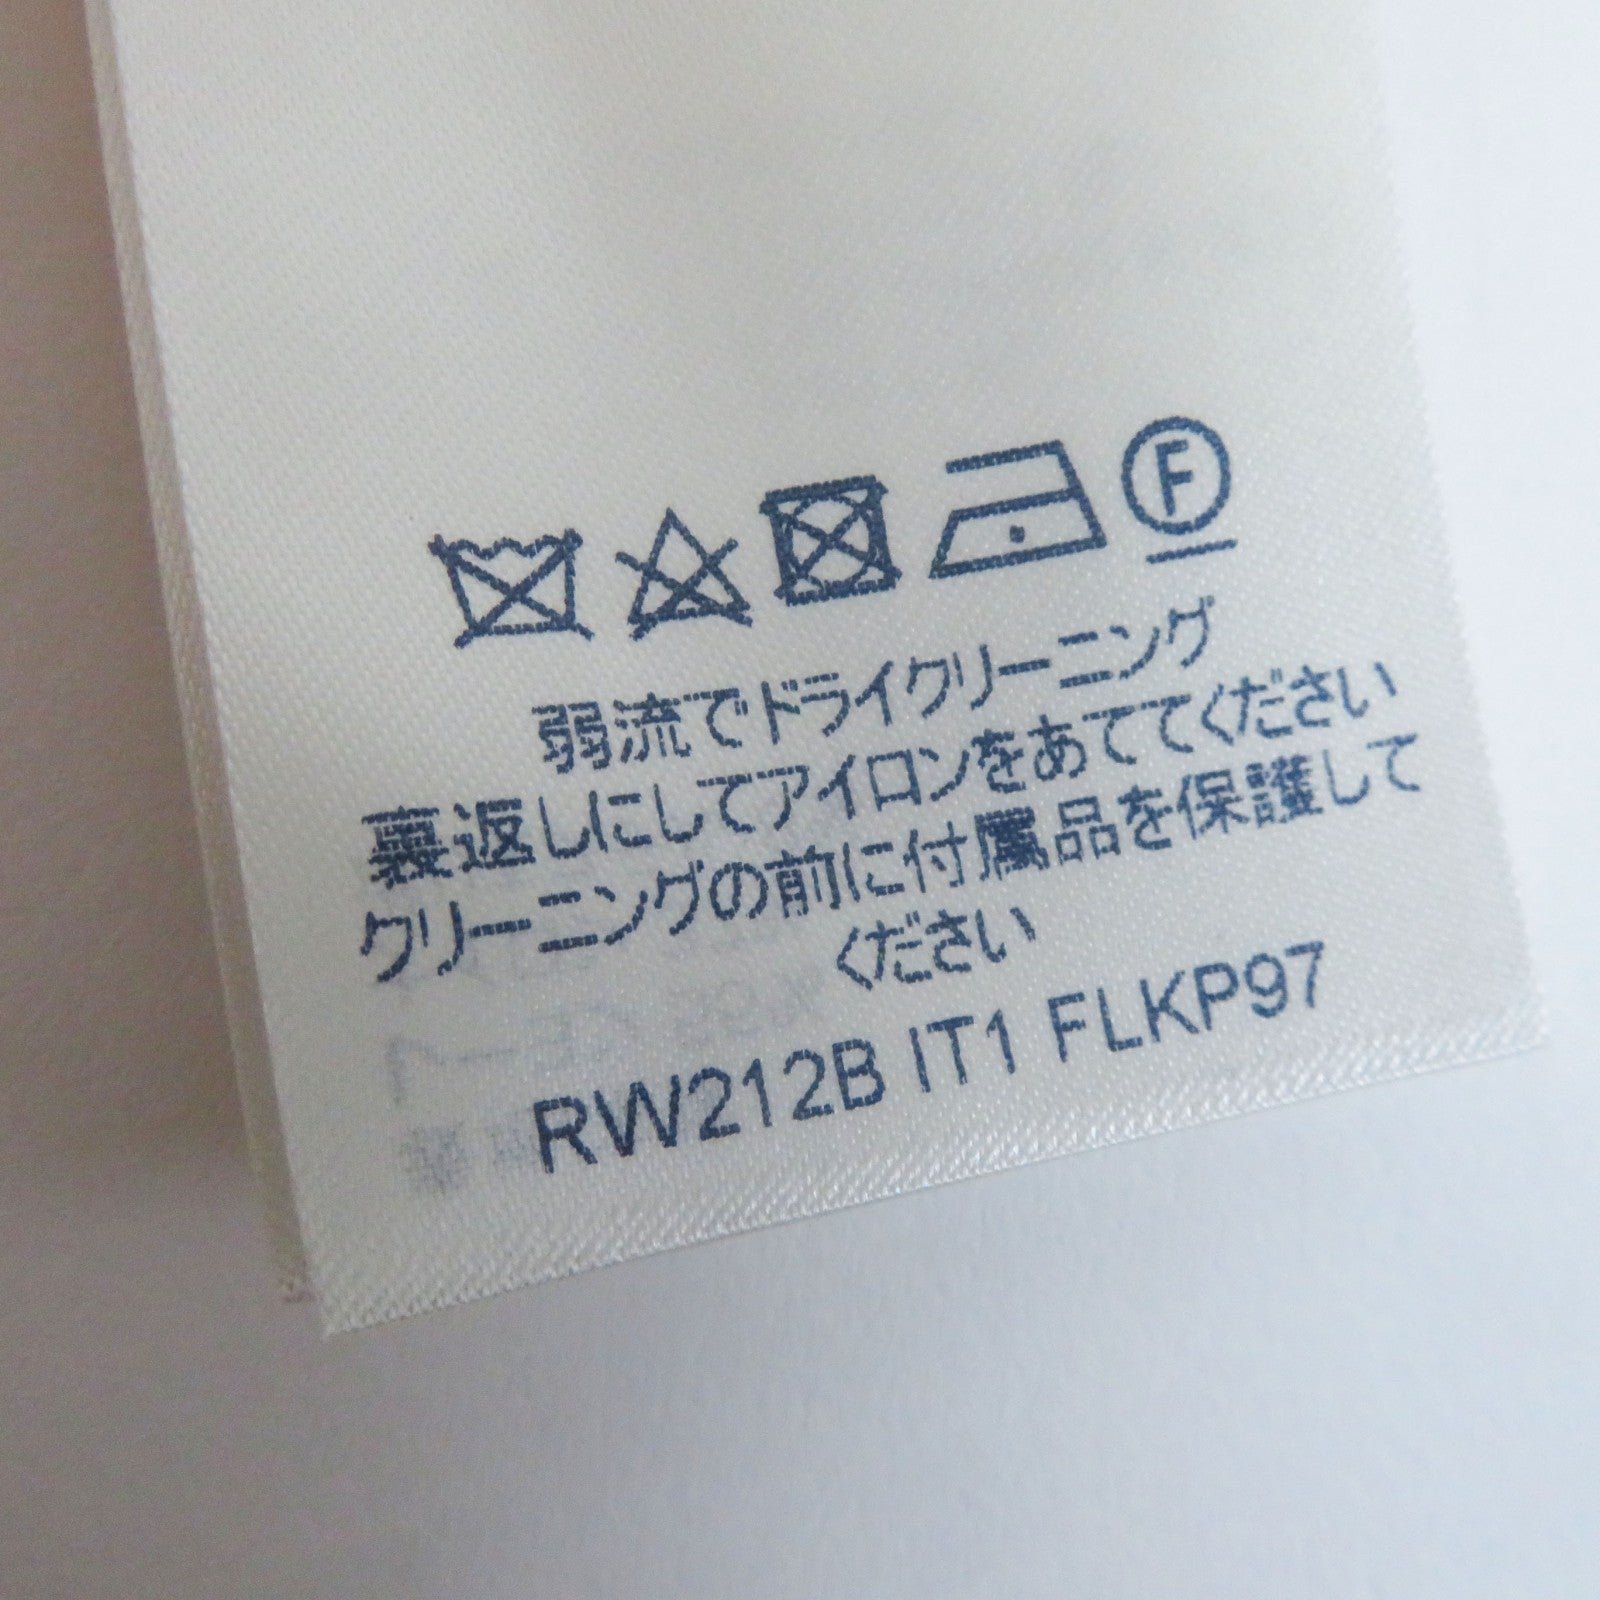 F
弱流でドライクリーニング
裏返しにしてアイロンをあててください
クリーニングの前に付属品を保護して
ください
RW212B IT1 FLKP97